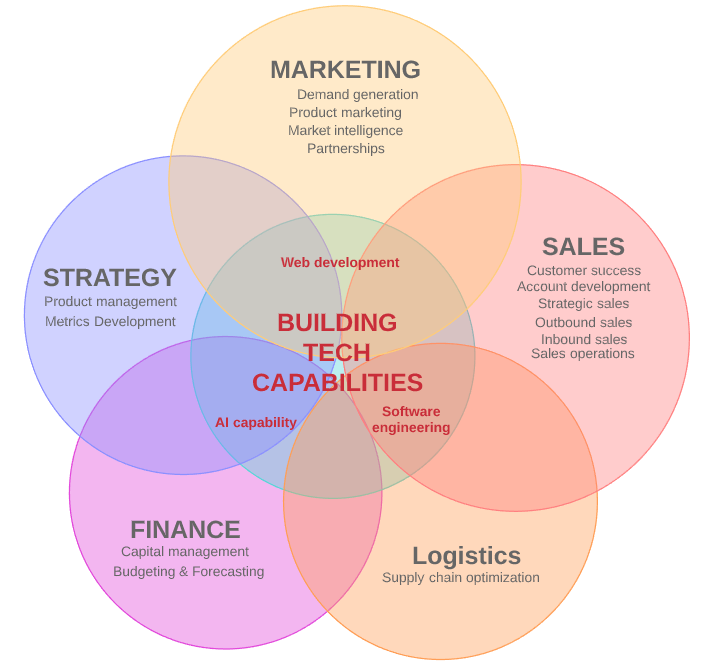 MARKETING
Demand generation
Product marketing
Market intelligence
Partnerships
STRATEGY
Product management
Metrics Development
SALES
Customer success
Account development
Strategic sales
Outbound sales
Inbound sales
Sales operations
Web development
BUILDING
TECH
CAPABILITIES
AI capability
Software
engineering
FINANCE
Capital management
Budgeting & Forecasting
Logistics
Supply chain optimization